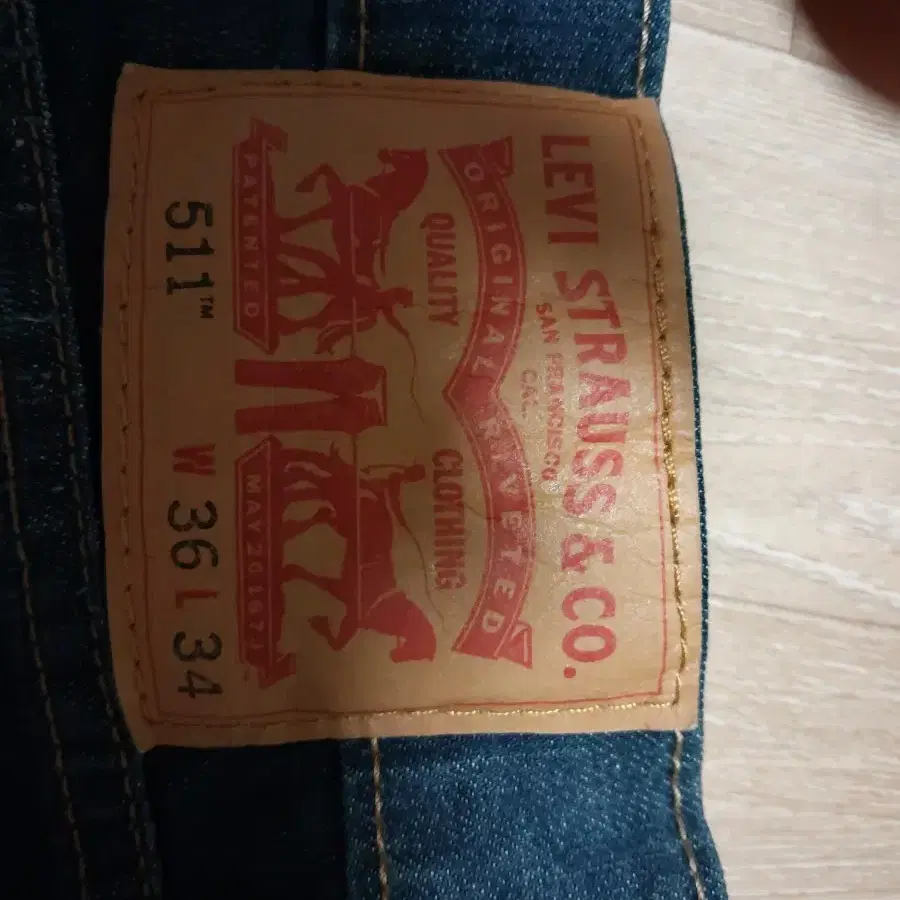 LEVI STRAUSS & CO.
SAN FRANCISCO
CAL.
ORIGINAL RIVETED
QUALITY CLOTHING
PATENTED MAY 20 1873
511™ W 36 L 34